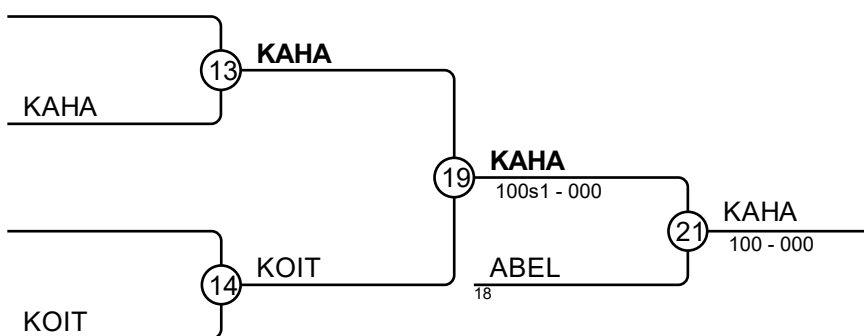 13
KAHA
KAHA
19
KAHA
100s1 - 000
21
KAHA
100 - 000
14
KOIT
ABEL
18
KOIT